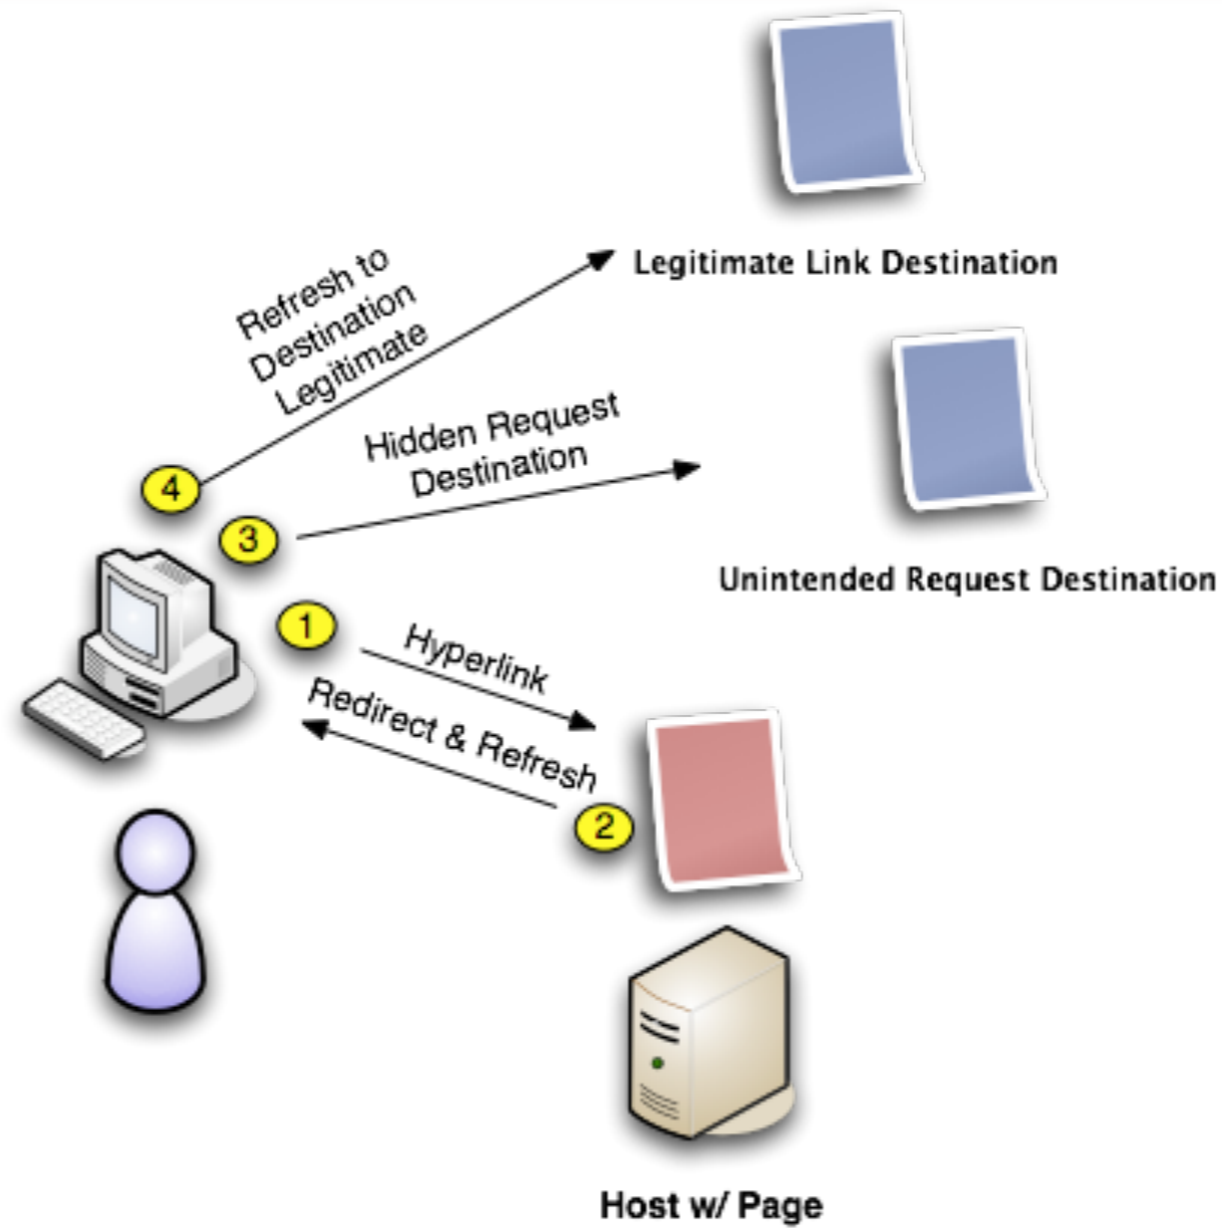 Legitimate Link Destination
Refresh to
Destination
Legitimate
Hidden Request
Destination
4
3
Unintended Request Destination
1
Hyperlink
Redirect & Refresh
2
Host w/ Page